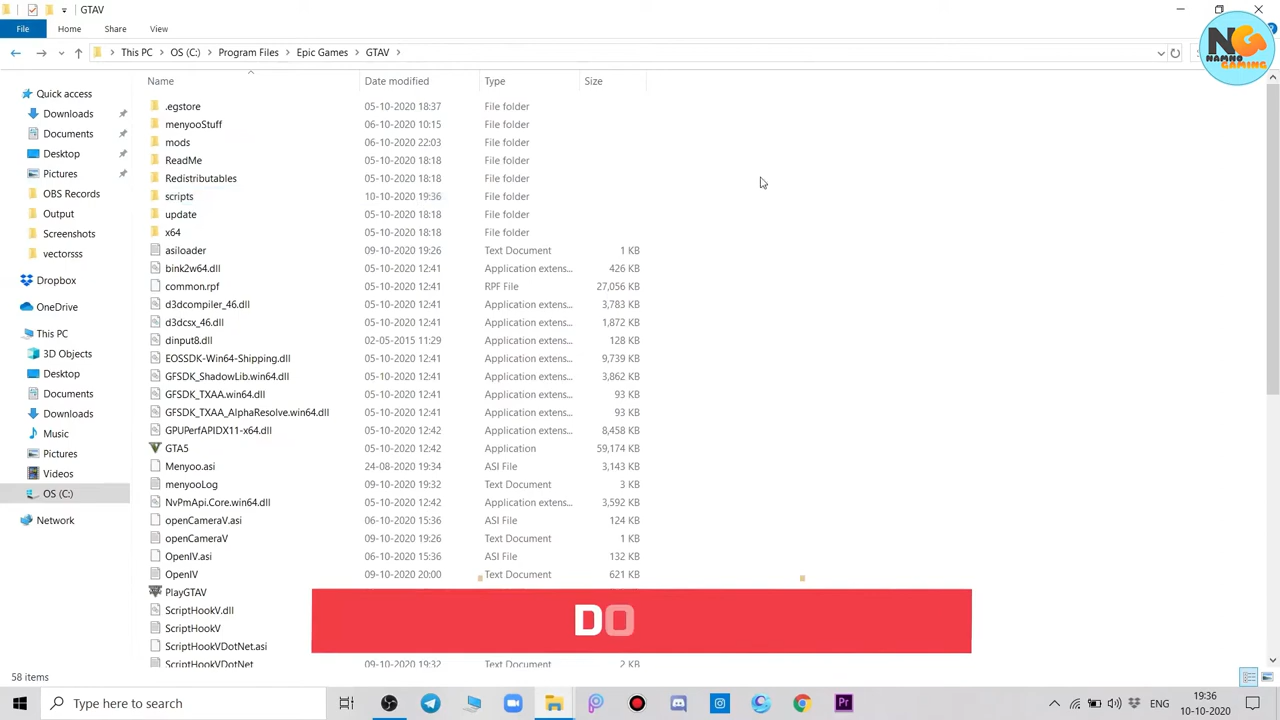 GTAV
File Home Share View
This PC OS (C:) Program Files Epic Games GTAV
NG
NAMNO
GAMING
Name Date modified Type Size
Quick access
Downloads
Documents
Desktop
Pictures
OBS Records
Output
Screenshots
vectorsss
Dropbox
OneDrive
This PC
3D Objects
Desktop
Documents
Downloads
Music
Pictures
Videos
OS (C:)
Network
.egstore 05-10-2020 18:37 File folder
menyooStuff 06-10-2020 10:15 File folder
mods 06-10-2020 22:03 File folder
ReadMe 05-10-2020 18:18 File folder
Redistributables 05-10-2020 18:18 File folder
scripts 10-10-2020 19:36 File folder
update 05-10-2020 18:18 File folder
x64 05-10-2020 18:18 File folder
asiloader 09-10-2020 19:26 Text Document 1 KB
bink2w64.dll 05-10-2020 12:41 Application extens... 426 KB
common.rpf 05-10-2020 12:41 RPF File 27,056 KB
d3dcompiler_46.dll 05-10-2020 12:41 Application extens... 3,783 KB
d3dcsx_46.dll 05-10-2020 12:41 Application extens... 1,872 KB
dinput8.dll 02-05-2015 11:29 Application extens... 128 KB
EOSSDK-Win64-Shipping.dll 05-10-2020 12:41 Application extens... 9,739 KB
GFSDK_ShadowLib.win64.dll 05-10-2020 12:41 Application extens... 3,862 KB
GFSDK_TXAA.win64.dll 05-10-2020 12:41 Application extens... 93 KB
GFSDK_TXAA_AlphaResolve.win64.dll 05-10-2020 12:41 Application extens... 93 KB
GPUPerfAPIDX11-x64.dll 05-10-2020 12:42 Application extens... 8,458 KB
GTA5 05-10-2020 12:42 Application 59,174 KB
Menyoo.asi 24-08-2020 19:34 ASI File 3,143 KB
menyooLog 09-10-2020 19:32 Text Document 3 KB
NvPmApi.Core.win64.dll 05-10-2020 12:42 Application extens... 3,592 KB
openCameraV.asi 06-10-2020 15:36 ASI File 124 KB
openCameraV 09-10-2020 19:26 Text Document 1 KB
OpenIV.asi 06-10-2020 15:36 ASI File 132 KB
OpenIV 09-10-2020 20:00 Text Document 621 KB
PlayGTAV
ScriptHookV.dll
ScriptHookV
ScriptHookVDotNet.asi
ScriptHookVDotNet 09-10-2020 19:32 Text Document 2 KB
DO
58 items
Type here to search
ENG
19:36
10-10-2020